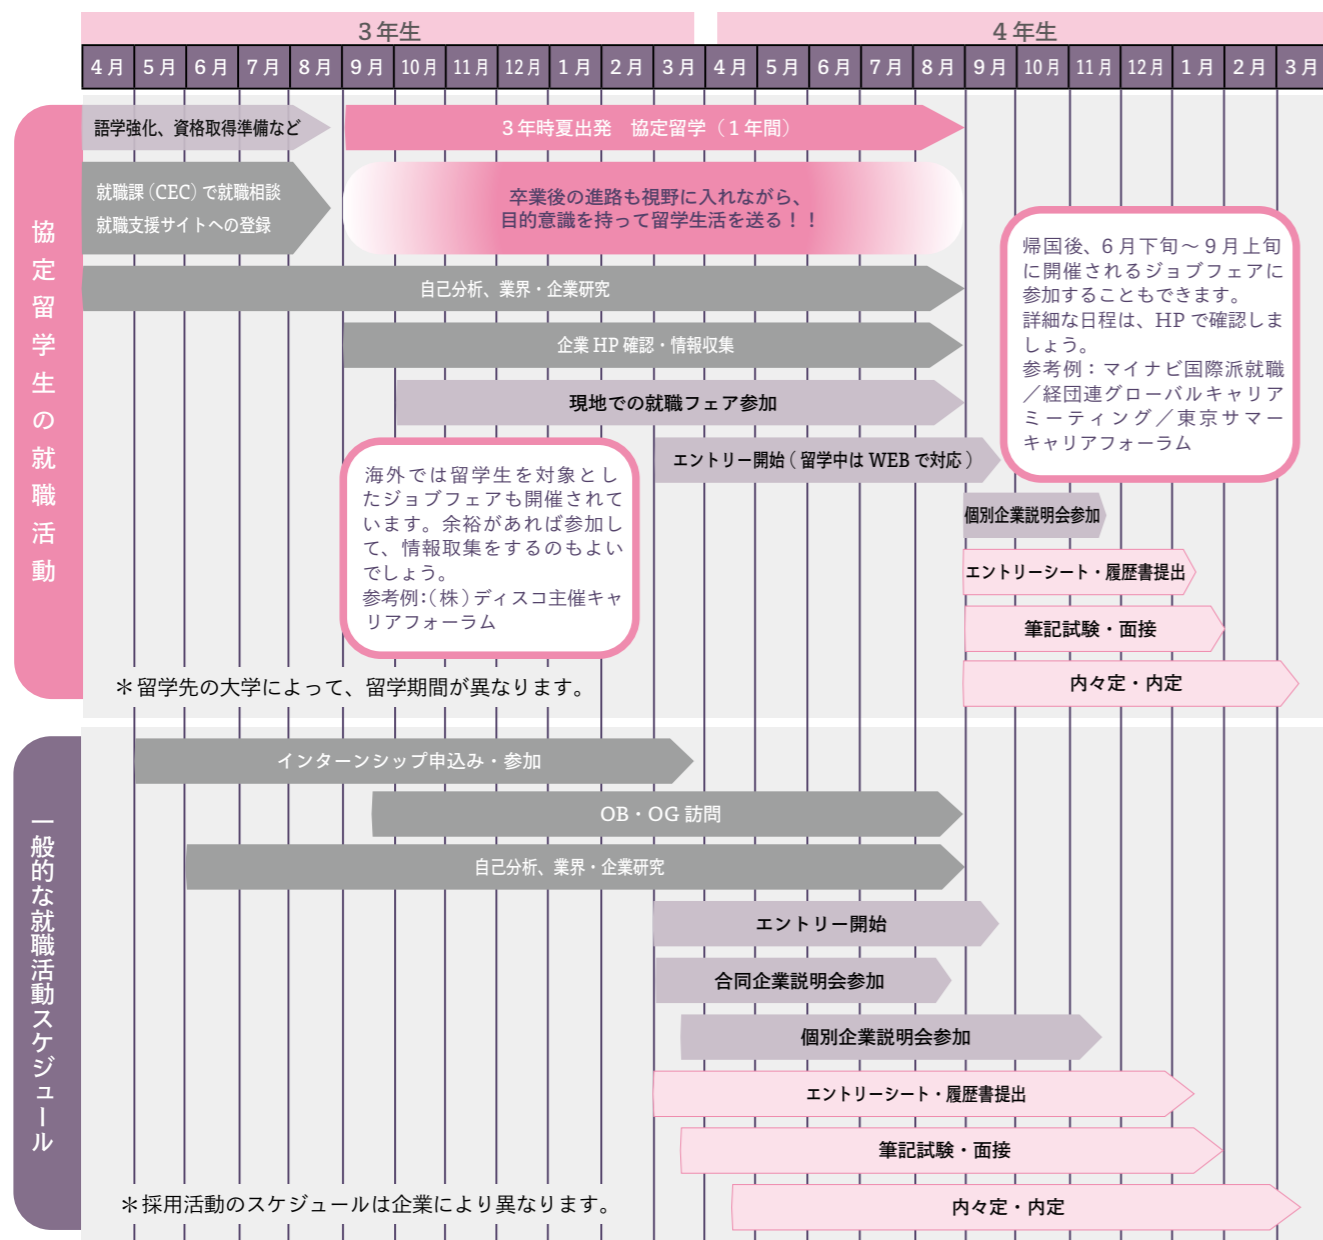 3年生
4年生
4月 5月 6月 7月 8月 9月 10月 11月 12月 1月 2月 3月 4月 5月 6月 7月 8月 9月 10月 11月 12月 1月 2月 3月
協定留学生の就職活動
語学強化、資格取得準備など
3年時夏出発 協定留学(1年間)
就職課(CEC)で就職相談
就職支援サイトへの登録
卒業後の進路も視野に入れながら、
目的意識を持って留学生活を送る!!
自己分析、業界・企業研究
企業 HP 確認・情報収集
現地での就職フェア参加
エントリー開始(留学中は WEB で対応)
帰国後、6月下旬〜9月上旬
に開催されるジョブフェアに
参加することもできます。
詳細な日程は、HP で確認しま
しょう。
参考例:マイナビ国際派就職
/経団連グローバルキャリア
ミーティング/東京サマー
キャリアフォーラム
海外では留学生を対象とし
たジョブフェアも開催されて
います。余裕があれば参加し
て、情報取集をするのもよい
でしょう。
参考例:(株)ディスコ主催キャ
リアフォーラム
個別企業説明会参加
エントリーシート・履歴書提出
筆記試験・面接
内々定・内定
*留学先の大学によって、留学期間が異なります。
一般的な就職活動スケジュール
インターンシップ申込み・参加
OB・OG 訪問
自己分析、業界・企業研究
エントリー開始
合同企業説明会参加
個別企業説明会参加
エントリーシート・履歴書提出
筆記試験・面接
内々定・内定
*採用活動のスケジュールは企業により異なります。